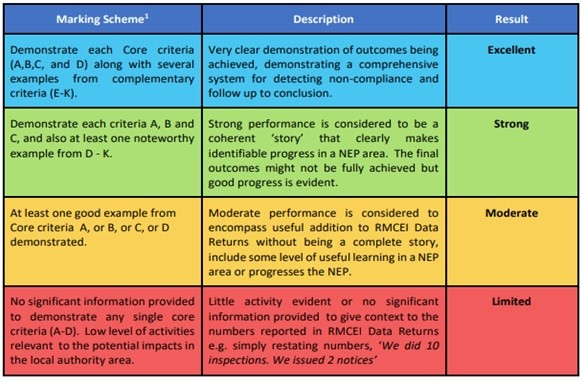 Marking Scheme1
Description
Result
Demonstrate each Core criteria
(A,B,C, and D) along with several
examples from complementary
criteria (E-K).
Very clear demonstration of outcomes being
achieved, demonstrating a comprehensive
system for detecting non-compliance and
follow up to conclusion.
Excellent
Demonstrate each criteria A, B and
C, and also at least one noteworthy
example from D - K.
Strong performance is considered to be a
coherent ‘story’ that clearly makes
identifiable progress in a NEP area. The final
outcomes might not be fully achieved but
good progress is evident.
Strong
At least one good example from
Core criteria A, or B, or C, or D
demonstrated.
Moderate performance is considered to
encompass useful addition to RMCEI Data
Returns without being a complete story,
include some level of useful learning in a NEP
area or progresses the NEP.
Moderate
No significant information provided
to demonstrate any single core
criteria (A-D). Low level of activities
relevant to the potential impacts in
the local authority area.
Little activity evident or no significant
information provided to give context to the
numbers reported in RMCEI Data Returns
e.g. simply restating numbers, ‘We did 10
inspections. We issued 2 notices’
Limited